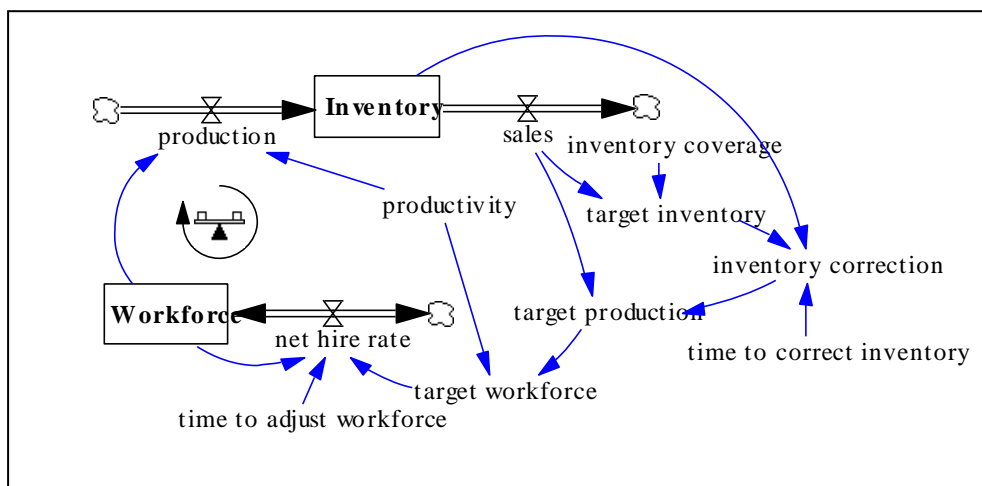 Inventory
production
sales
inventory coverage
productivity
target inventory
inventory correction
Workforce
target production
net hire rate
time to correct inventory
target workforce
time to adjust workforce